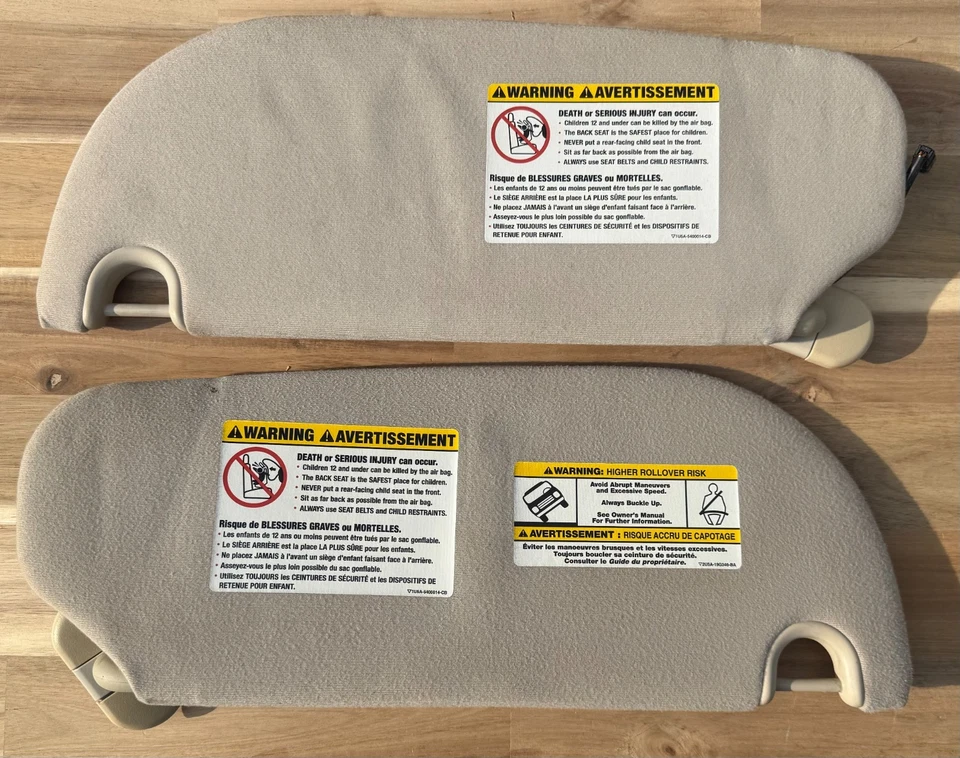 WARNING AVERTISSEMENT
DEATH or SERIOUS INJURY can occur.
• Children 12 and under can be killed by the air bag.
• The BACK SEAT is the SAFEST place for children.
• NEVER put a rear-facing child seat in the front.
• Sit as far back as possible from the air bag.
• ALWAYS use SEAT BELTS and CHILD RESTRAINTS.
Risque de BLESSURES GRAVES ou MORTELLES.
• Les enfants de 12 ans ou moins peuvent être tués par le sac gonflable.
• Le SIÈGE ARRIÈRE est la place LA PLUS SÛRE pour les enfants.
• Ne placez JAMAIS à l'avant un siège d'enfant faisant face à l'arrière.
• Asseyez-vous le plus loin possible du sac gonflable.
• Utilisez TOUJOURS les CEINTURES DE SÉCURITÉ et les DISPOSITIFS DE
RETENUE POUR ENFANT.
WARNING AVERTISSEMENT
DEATH or SERIOUS INJURY can occur.
• Children 12 and under can be killed by the air bag.
• The BACK SEAT is the SAFEST place for children.
• NEVER put a rear-facing child seat in the front.
• Sit as far back as possible from the air bag.
• ALWAYS use SEAT BELTS and CHILD RESTRAINTS.
Risque de BLESSURES GRAVES ou MORTELLES.
• Les enfants de 12 ans ou moins peuvent être tués par le sac gonflable.
• Le SIÈGE ARRIÈRE est la place LA PLUS SÛRE pour les enfants.
• Ne placez JAMAIS à l'avant un siège d'enfant faisant face à l'arrière.
• Asseyez-vous le plus loin possible du sac gonflable.
• Utilisez TOUJOURS les CEINTURES DE SÉCURITÉ et les DISPOSITIFS DE
RETENUE POUR ENFANT.
WARNING: HIGHER ROLLOVER RISK
Avoid Abrupt Maneuvers
and Excessive Speed.
Always Buckle Up.
See Owner's Manual
For Further Information.
AVERTISSEMENT : RISQUE ACCRU DE CAPOTAGE
Éviter les manoeuvres brusques et les vitesses excessives.
Toujours boucler sa ceinture de sécurité.
Consulter le Guide du propriétaire.